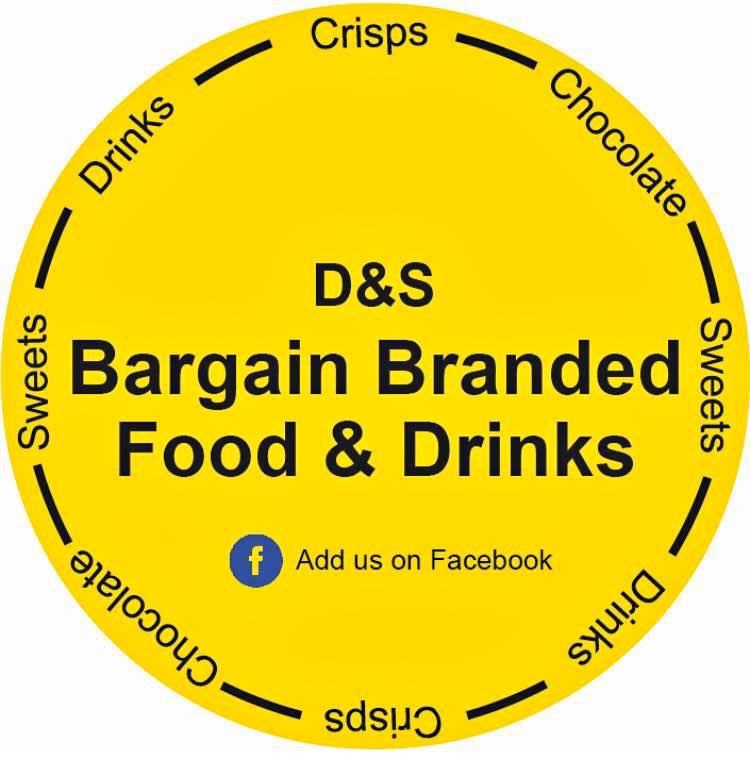 Crisps
Chocolate
Sweets
Drinks
Crisps
Chocolate
Sweets
Drinks
D&S
Bargain Branded
Food & Drinks
f Add us on Facebook